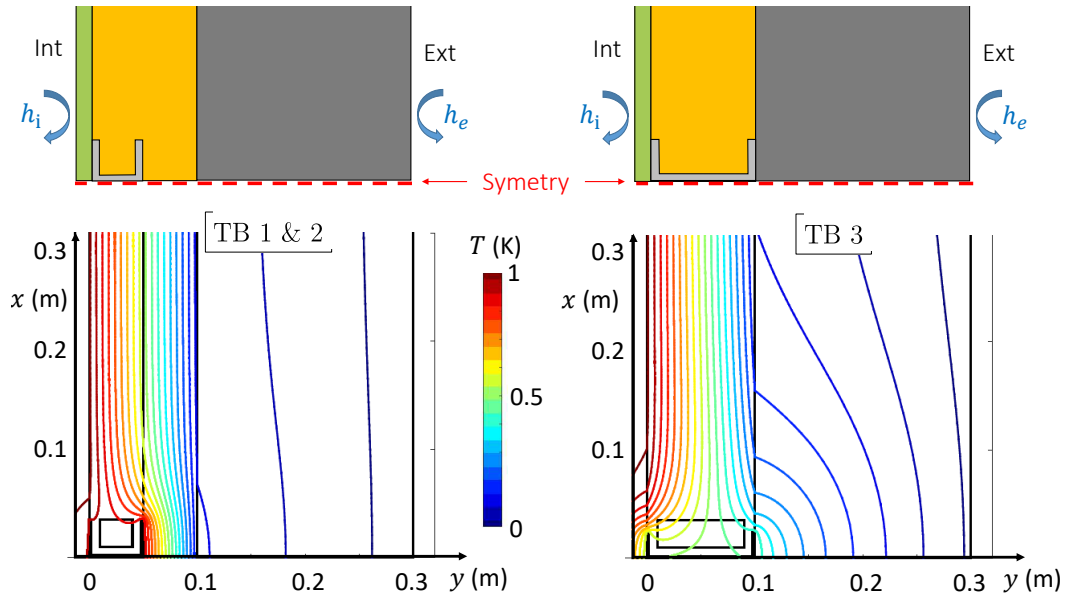 Int
Ext
h_i
h_e
Int
Ext
h_i
h_e
Symetry
TB 1 & 2
T (K)
1
0.5
0
0.3
x (m)
0.2
0.1
0 0.1 0.2 0.3
y (m)
TB 3
0.3
x (m)
0.2
0.1
0 0.1 0.2 0.3
y (m)